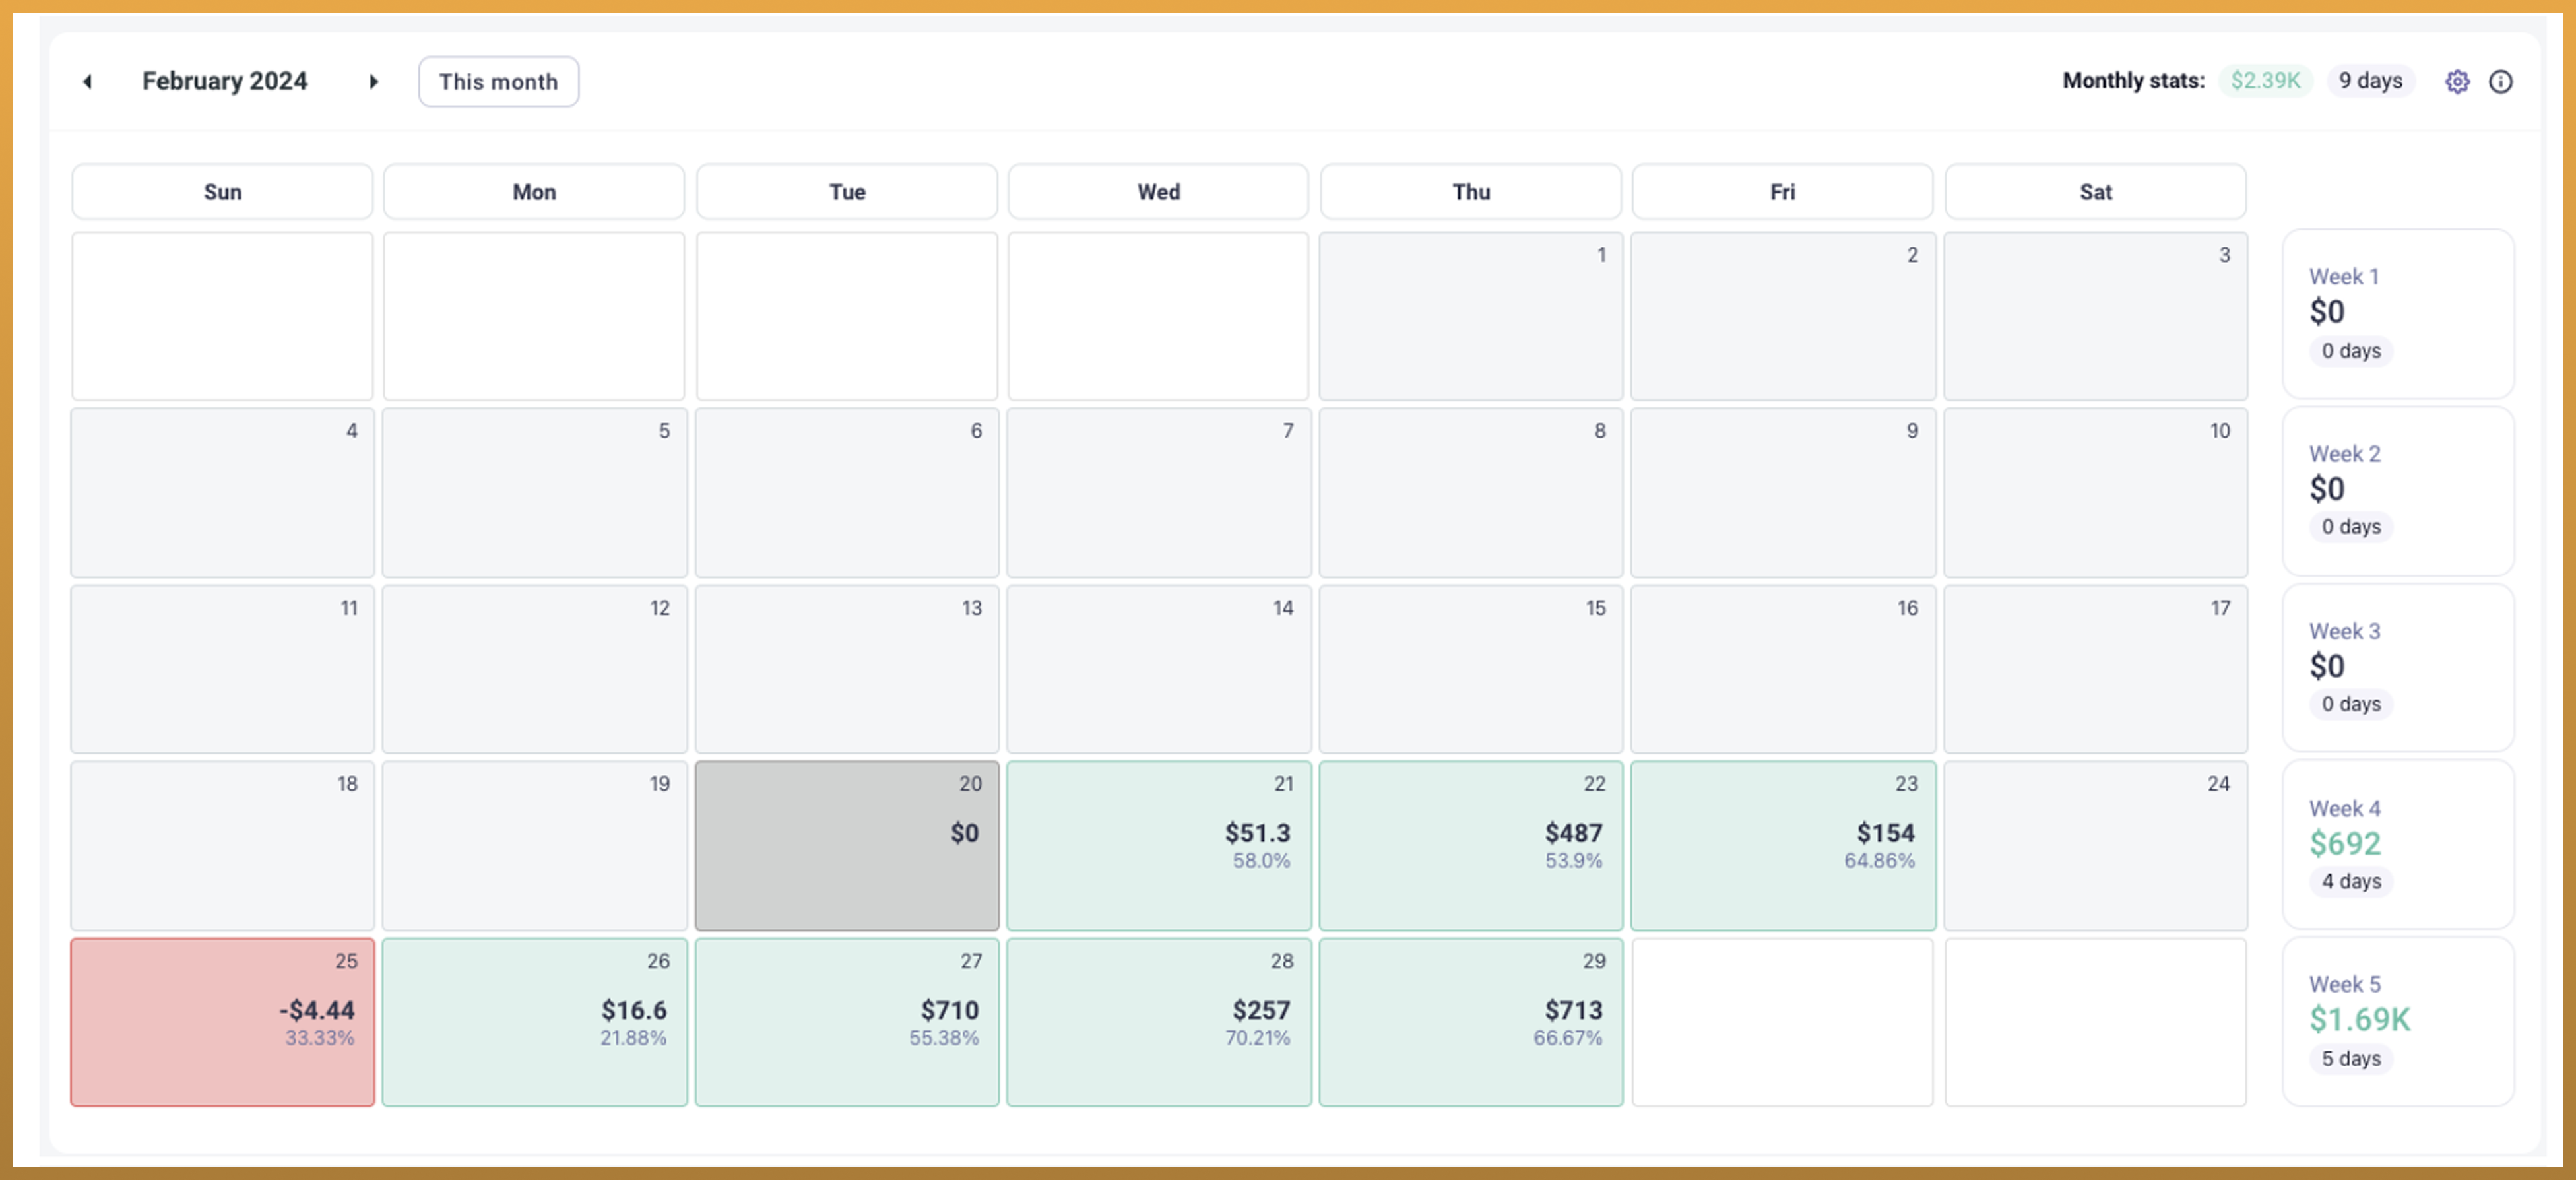 February 2024 This month Monthly stats: $2.39K 9 days
Sun Mon Tue Wed Thu Fri Sat
1 2 3
Week 1
$0
0 days
4 5 6 7 8 9 10
Week 2
$0
0 days
11 12 13 14 15 16 17
Week 3
$0
0 days
18 19 20 21 22 23 24
$0 $51.3 $487 $154
58.0% 53.9% 64.86%
Week 4
$692
4 days
25 26 27 28 29
-$4.44 $16.6 $710 $257 $713
33.33% 21.88% 55.38% 70.21% 66.67%
Week 5
$1.69K
5 days